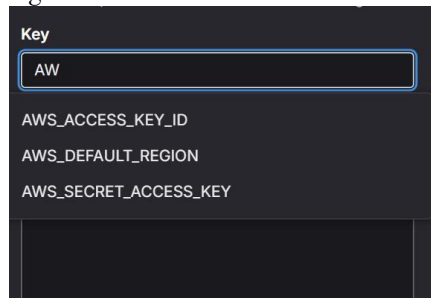 Key
AW
AWS_ACCESS_KEY_ID
AWS_DEFAULT_REGION
AWS_SECRET_ACCESS_KEY